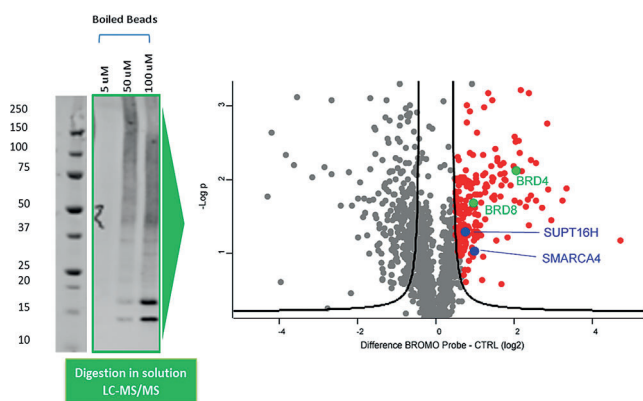 Boiled Beads
5 uM
50 uM
100 uM
250
150
100
75
50
37
25
20
15
10
Digestion in solution
LC-MS/MS
-Log p
3
2
1
BRD4
BRD8
SUPT16H
SMARCA4
-4
-2
0
2
4
Difference BROMO Probe - CTRL (log2)